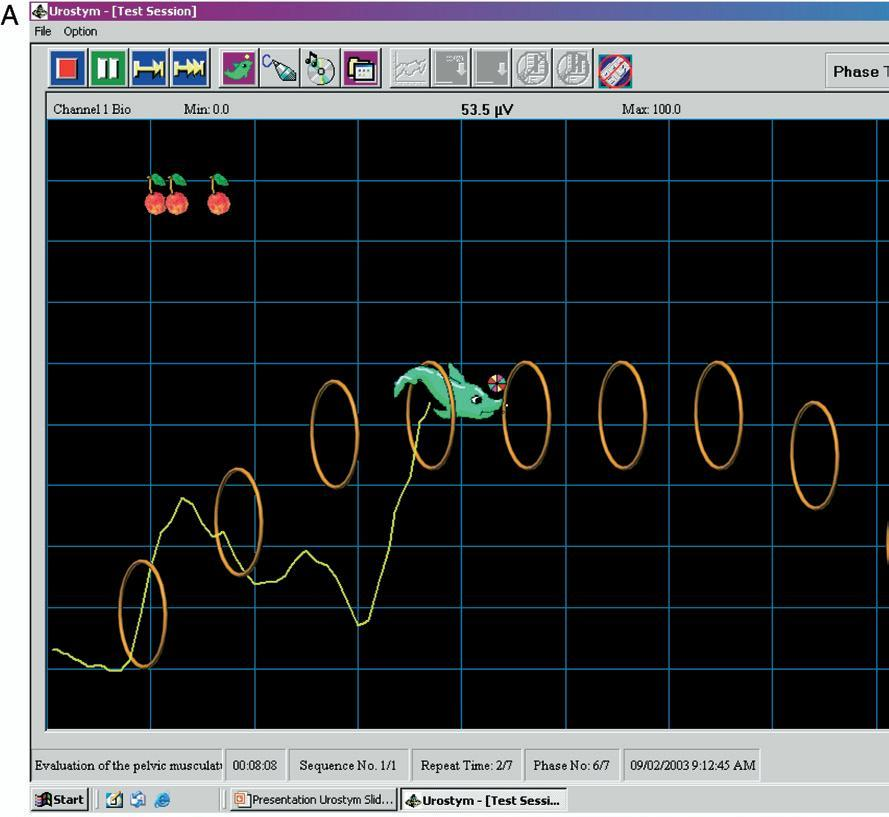 A
Urostym - [Test Session]
File Option
Phase T
Channel 1 Bio Min: 0.0 53.5 µV Max: 100.0
Evaluation of the pelvic musculat 00:08:08 Sequence No. 1/1 Repeat Time: 2/7 Phase No: 6/7 09/02/2003 9:12:45 AM
Start Presentation Urostym Slid... Urostym - [Test Sessi...